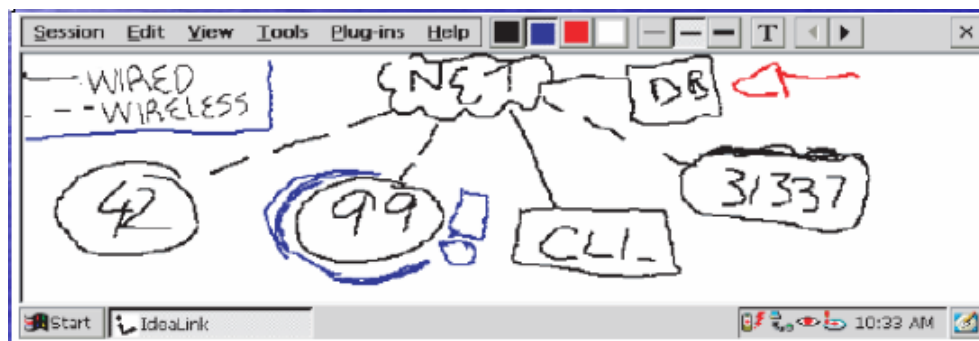 Session Edit View Tools Plug-ins Help T
WIRED
WIRELESS
NET
DB
42
99
!
CLI
31337
Start IdeaLink 10:33 AM